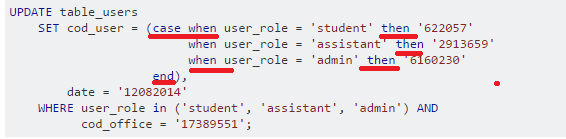 UPDATE table_users
SET cod_user = (case when user_role = 'student' then '622057'
when user_role = 'assistant' then '2913659'
when user_role = 'admin' then '6160230'
end),
date = '12082014'
WHERE user_role in ('student', 'assistant', 'admin') AND
cod_office = '17389551';